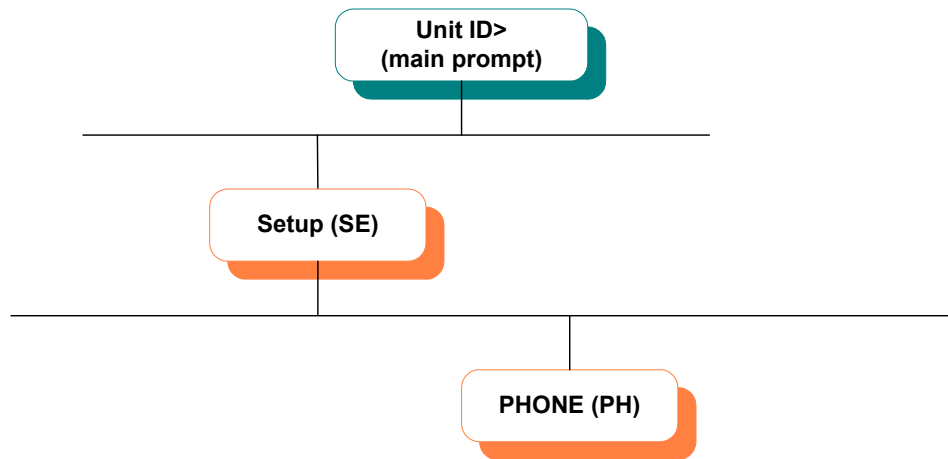 Unit ID>
(main prompt)
Setup (SE)
PHONE (PH)